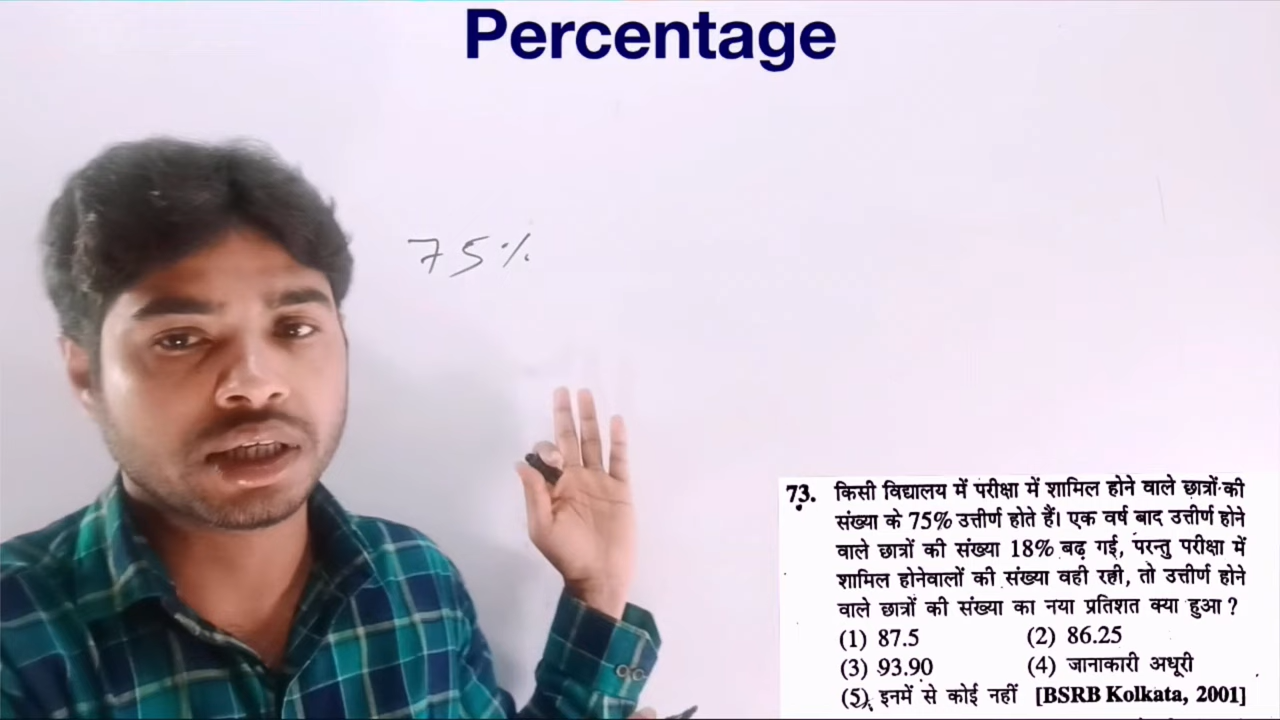 Percentage
75%
73. किसी विद्यालय में परीक्षा में शामिल होने वाले छात्रों की
संख्या के 75% उत्तीर्ण होते हैं। एक वर्ष बाद उत्तीर्ण होने
वाले छात्रों की संख्या 18% बढ़ गई, परन्तु परीक्षा में
शामिल होनेवालों की संख्या वही रही, तो उत्तीर्ण होने
वाले छात्रों की संख्या का नया प्रतिशत क्या हुआ ?
(1) 87.5 (2) 86.25
(3) 93.90 (4) जानाकारी अधूरी
(5) इनमें से कोई नहीं [BSRB Kolkata, 2001]